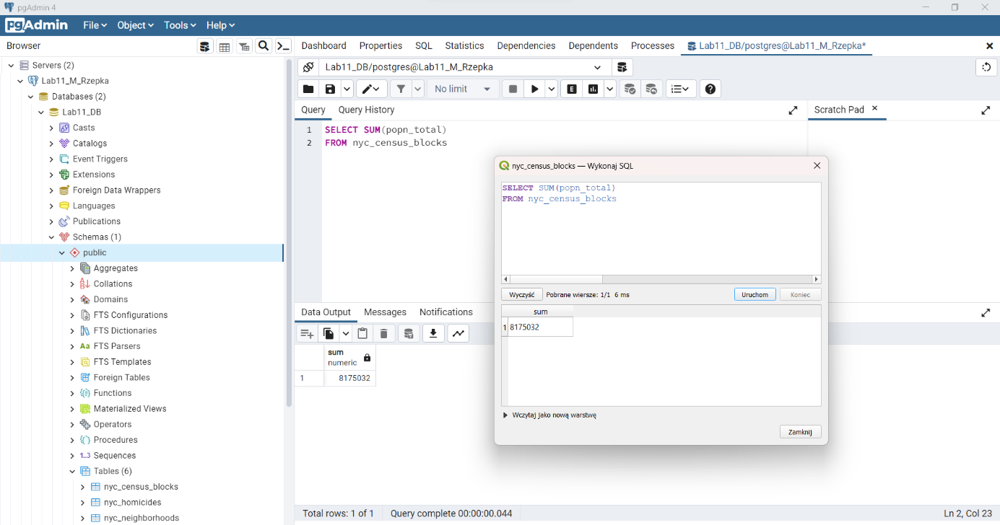 pgAdmin 4
pgAdmin File Object Tools Help
Browser
Dashboard Properties SQL Statistics Dependencies Dependents Processes Lab11_DB/postgres@Lab11_M_Rzepka*
Servers (2)
Lab11_M_Rzepka
Databases (2)
Lab11_DB
Casts
Catalogs
Event Triggers
Extensions
Foreign Data Wrappers
Languages
Publications
Schemas (1)
public
Aggregates
Collations
Domains
FTS Configurations
FTS Dictionaries
Aa FTS Parsers
FTS Templates
Foreign Tables
Functions
Materialized Views
Operators
Procedures
1..3 Sequences
Tables (6)
nyc_census_blocks
nyc_homicides
nyc_neighborhoods
Lab11_DB/postgres@Lab11_M_Rzepka
No limit
E
Query Query History
Scratch Pad
1 SELECT SUM(popn_total)
2 FROM nyc_census_blocks
Data Output Messages Notifications
sum
numeric
1 8175032
Total rows: 1 of 1 Query complete 00:00:00.044 Ln 2, Col 23
nyc_census_blocks — Wykonaj SQL
SELECT SUM(popn_total)
FROM nyc_census_blocks
Wyczyść Pobrane wiersze: 1/1 6 ms Uruchom Koniec
sum
1 8175032
Wczytaj jako nową warstwę
Zamknij